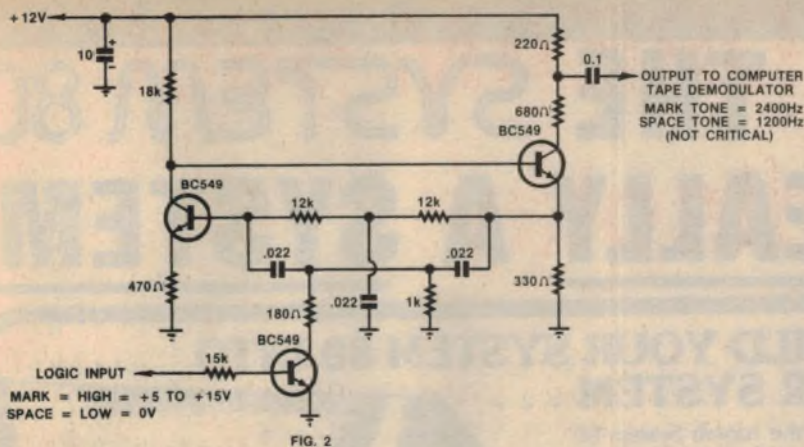 +12V
10
+
-
18k
220Ω
0.1
OUTPUT TO COMPUTER
TAPE DEMODULATOR
MARK TONE = 2400Hz
SPACE TONE = 1200Hz
(NOT CRITICAL)
680Ω
BC549
BC549
12k
12k
.022
.022
470Ω
180Ω
.022
1k
330Ω
BC549
15k
LOGIC INPUT
MARK = HIGH = +5 TO +15V
SPACE = LOW = 0V
FIG. 2